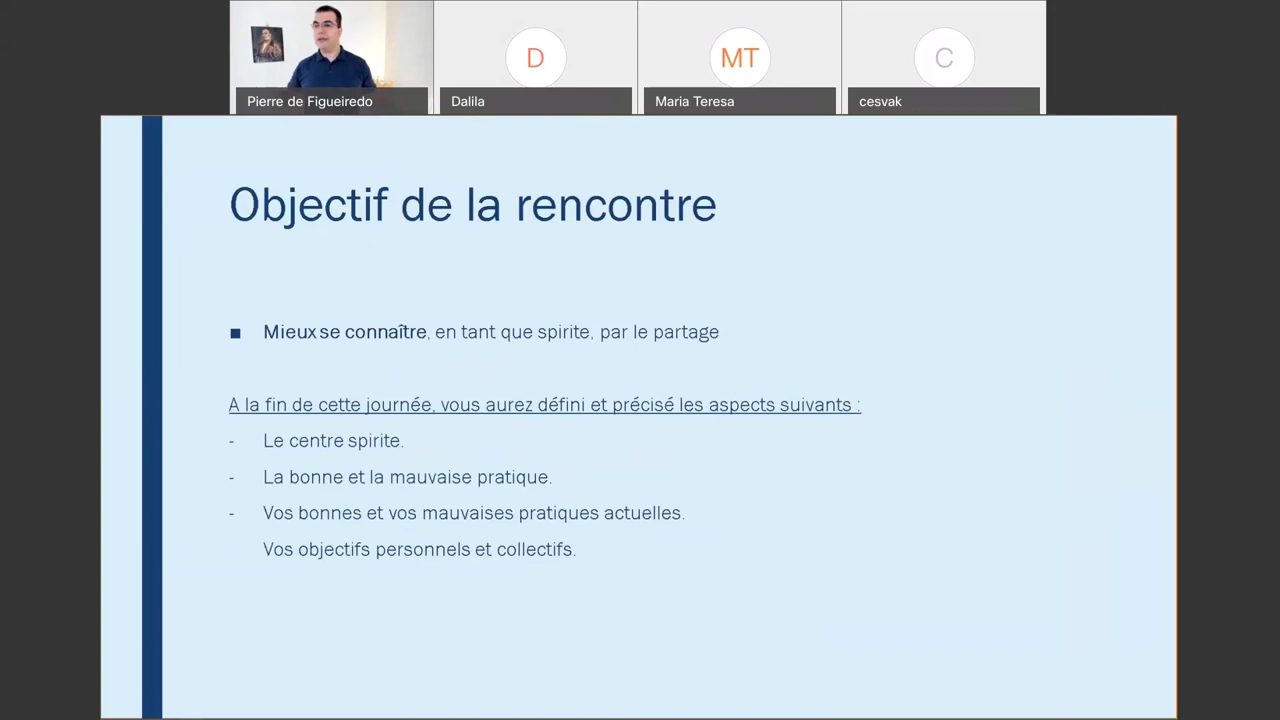 D
MT
C
Pierre de Figueiredo
Dalila
Maria Teresa
cesvak
Objectif de la rencontre
■ Mieux se connaître, en tant que spirite, par le partage
A la fin de cette journée, vous aurez défini et précisé les aspects suivants :
- Le centre spirite.
- La bonne et la mauvaise pratique.
- Vos bonnes et vos mauvaises pratiques actuelles.
Vos objectifs personnels et collectifs.